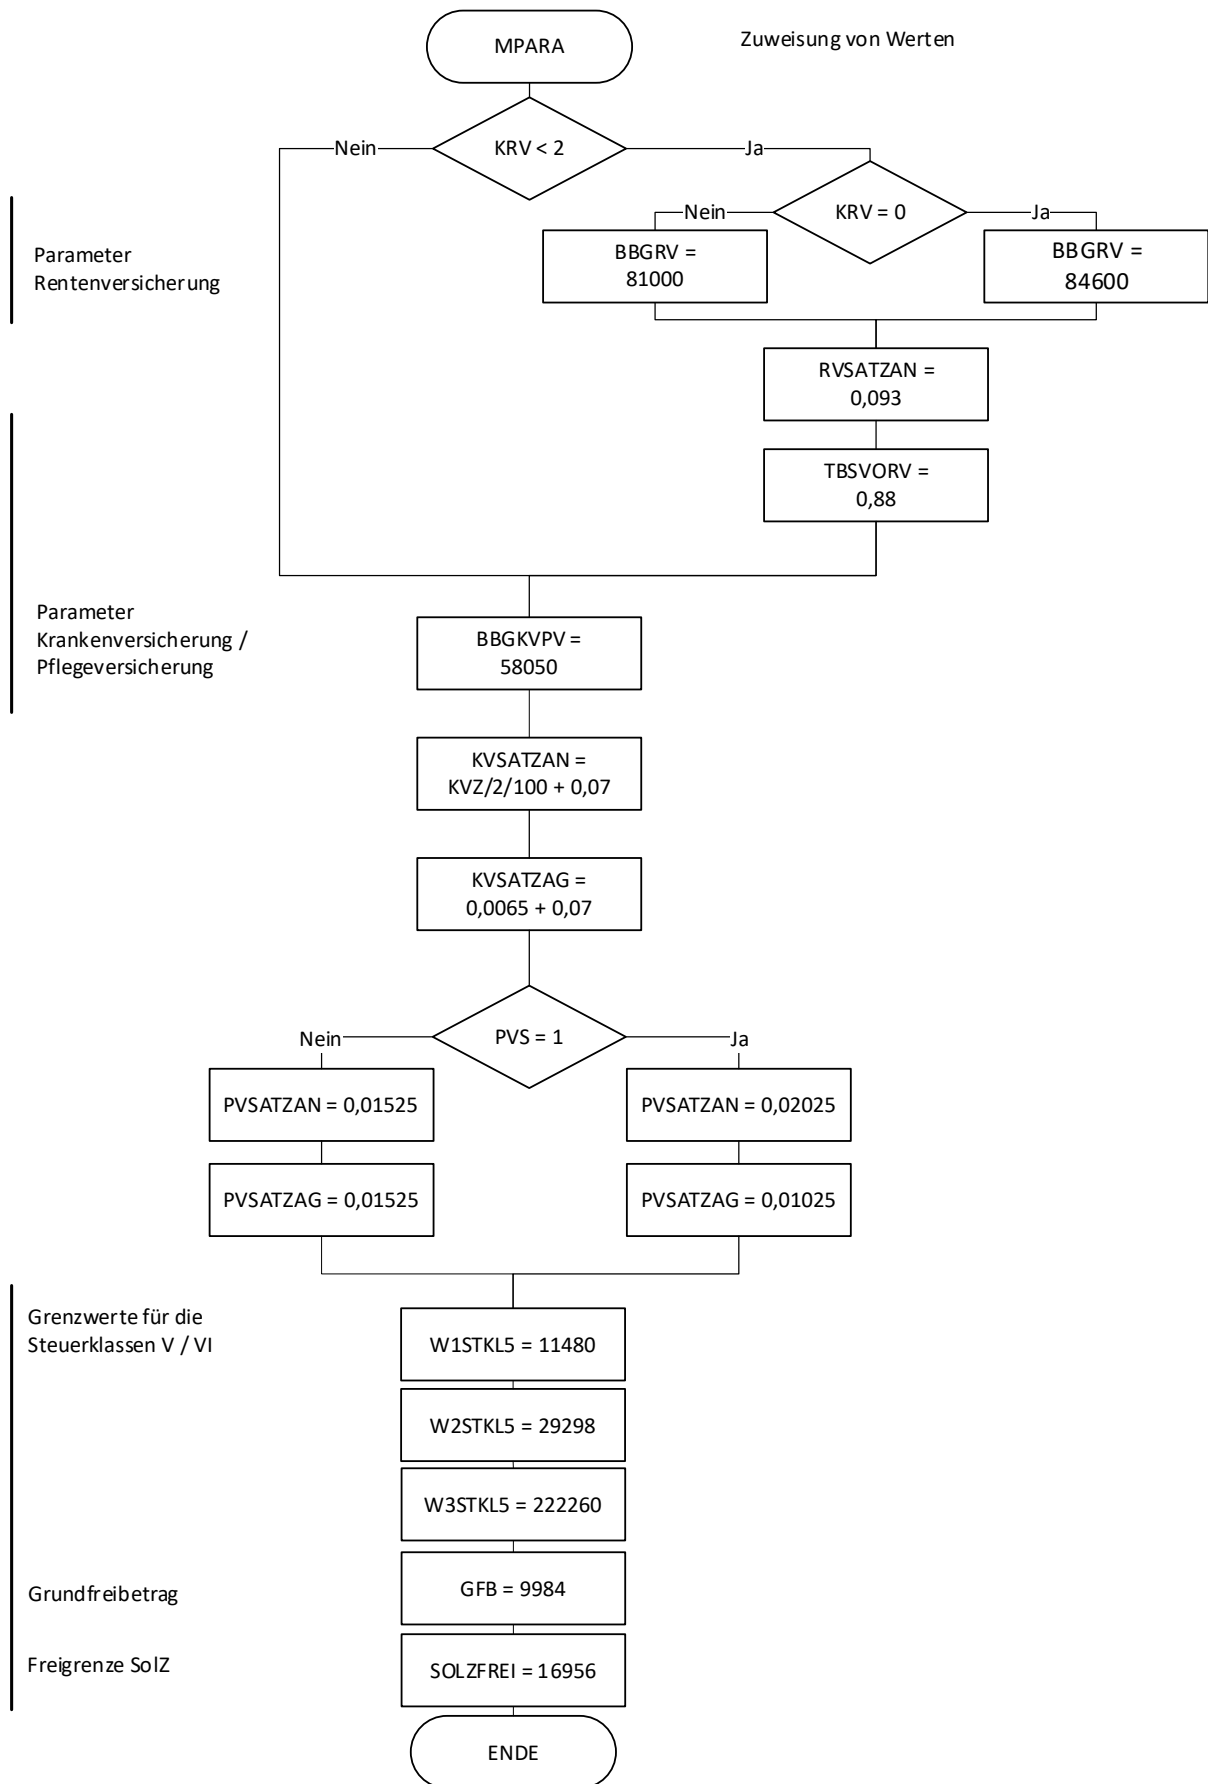 MPARA
Zuweisung von Werten
Nein
KRV < 2
Ja
Nein
KRV = 0
Ja
Parameter
Rentenversicherung
BBGRV =
81000
BBGRV =
84600
RVSATZAN =
0,093
TBSVORV =
0,88
Parameter
Krankenversicherung /
Pflegeversicherung
BBGKVPV =
58050
KVSATZAN =
KVZ/2/100 + 0,07
KVSATZAG =
0,0065 + 0,07
Nein
PVS = 1
Ja
PVSATZAN = 0,01525
PVSATZAN = 0,02025
PVSATZAG = 0,01525
PVSATZAG = 0,01025
Grenzwerte für die
Steuerklassen V / VI
W1STKL5 = 11480
W2STKL5 = 29298
W3STKL5 = 222260
Grundfreibetrag
GFB = 9984
Freigrenze SolZ
SOLZFREI = 16956
ENDE